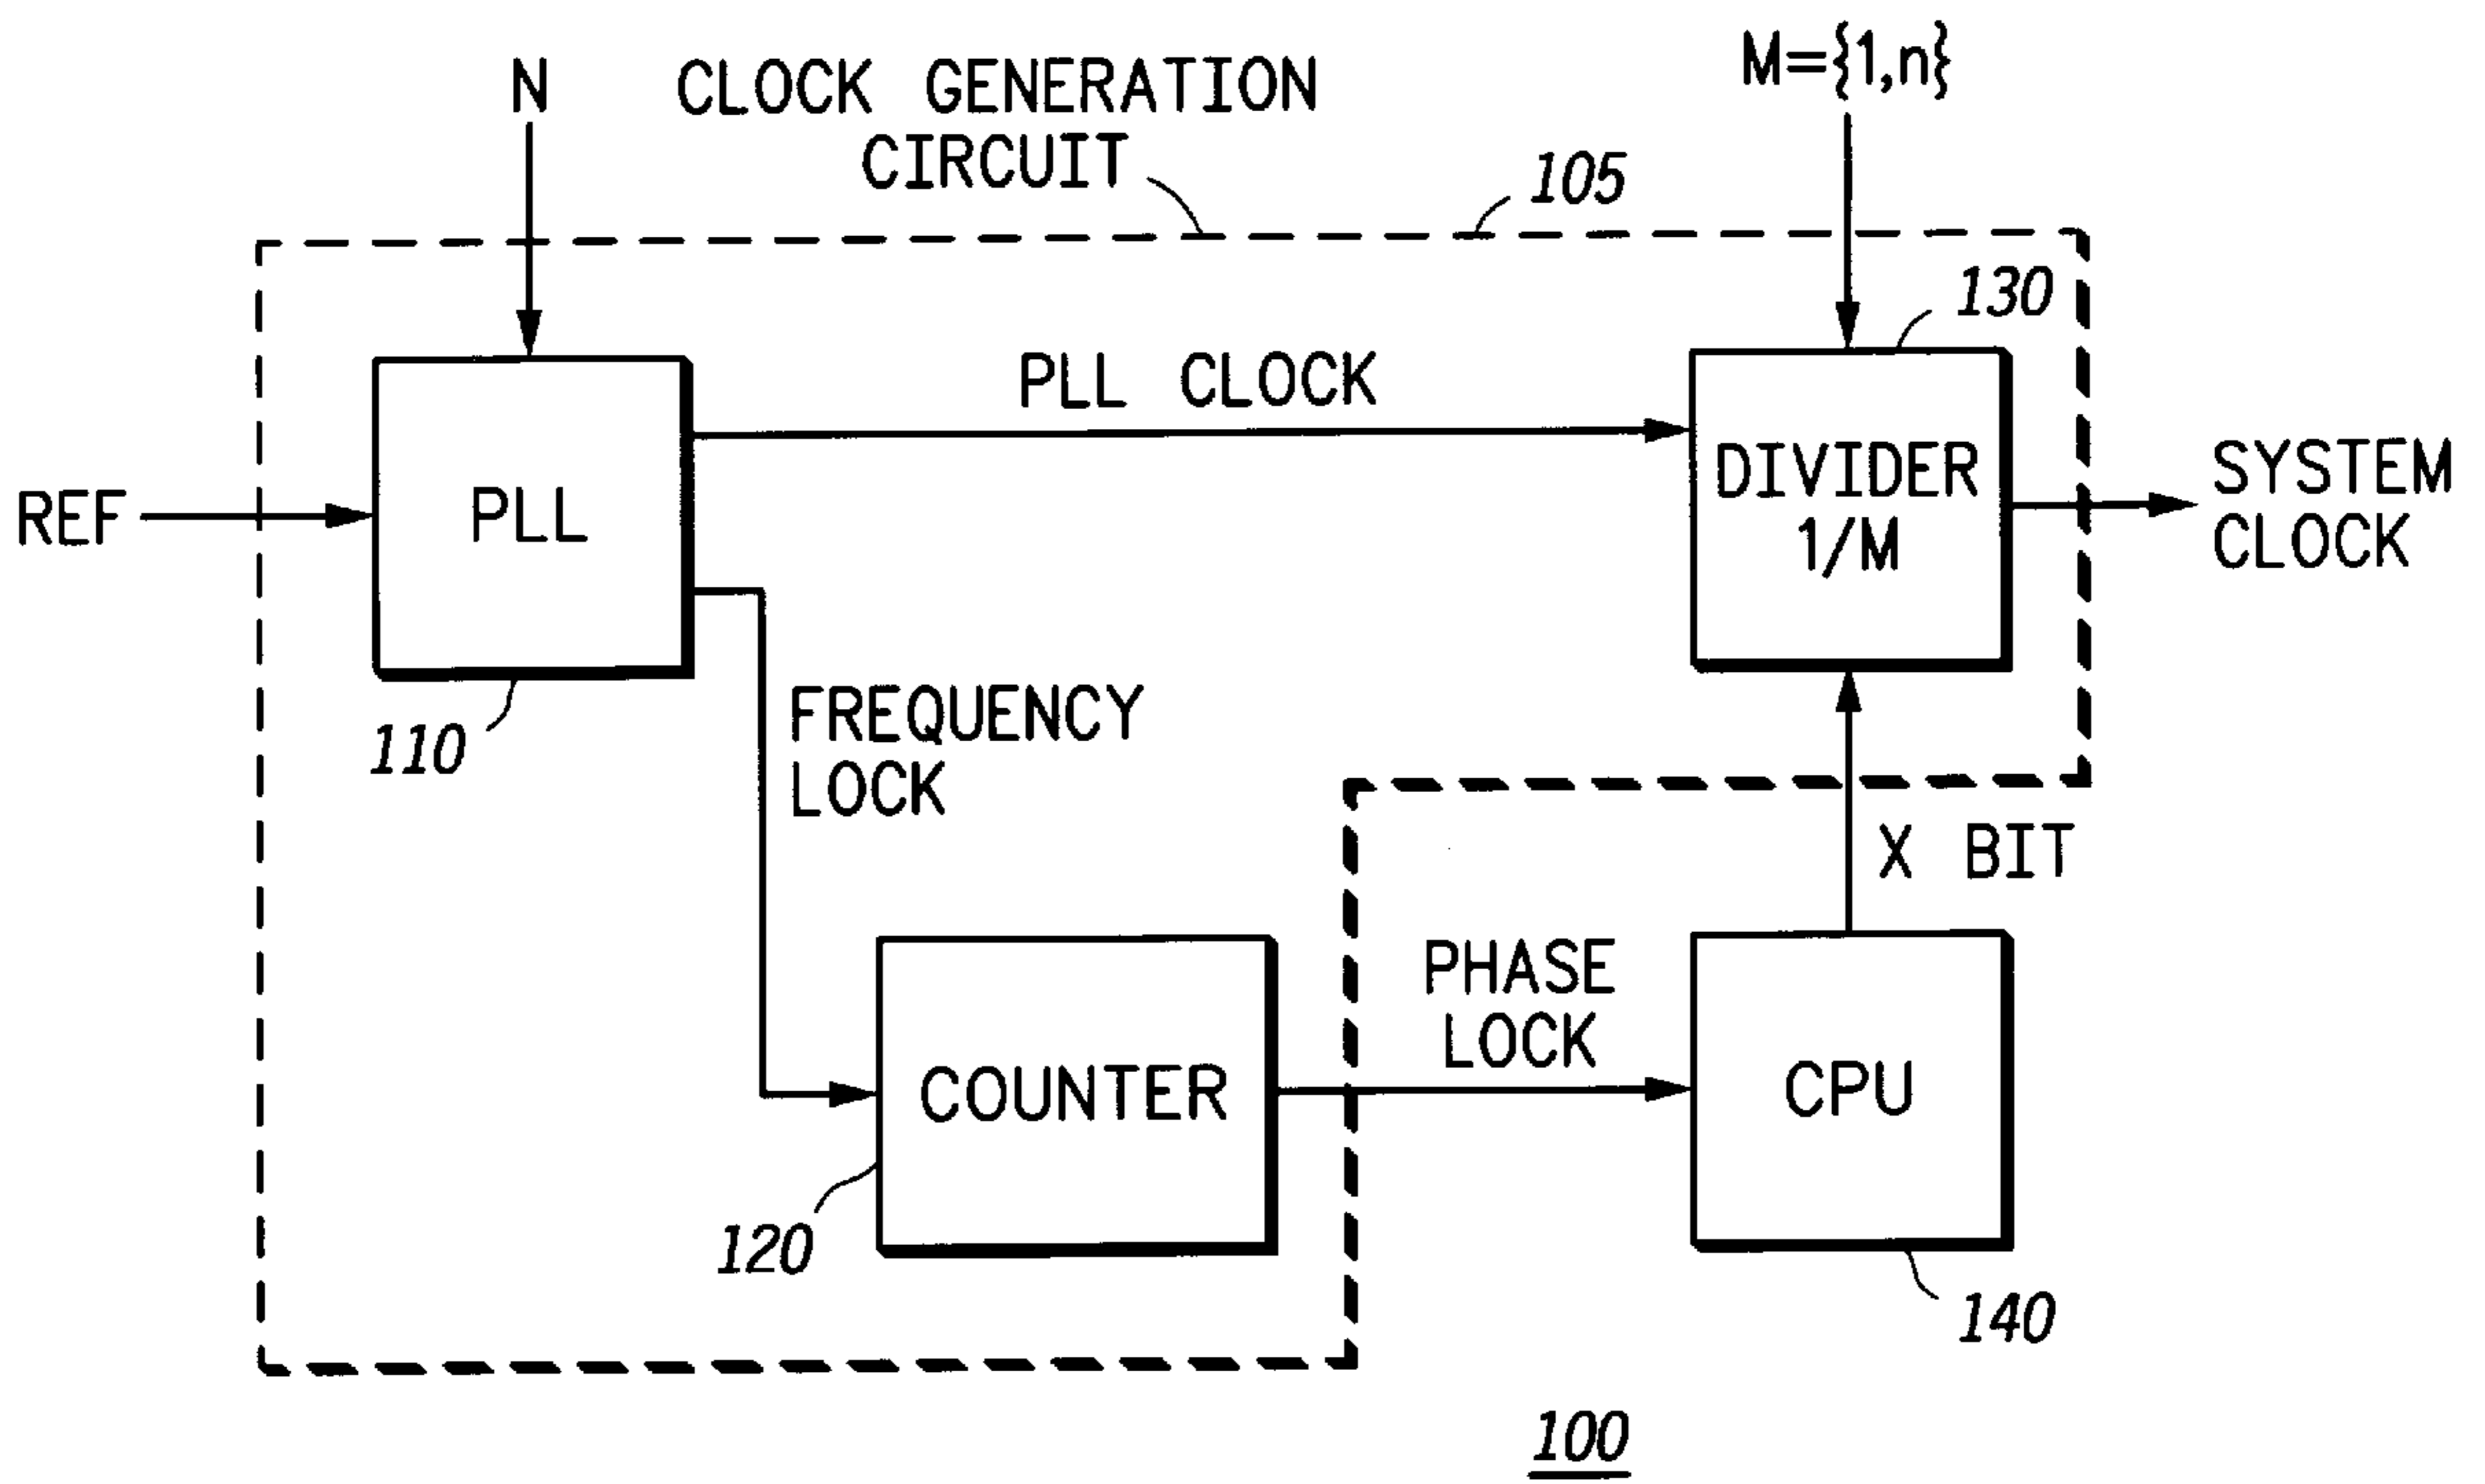 N
CLOCK GENERATION
CIRCUIT
M={1,n}
105
130
PLL CLOCK
REF
PLL
DIVIDER
1/M
SYSTEM
CLOCK
110
FREQUENCY
LOCK
X BIT
PHASE
LOCK
COUNTER
CPU
120
140
100